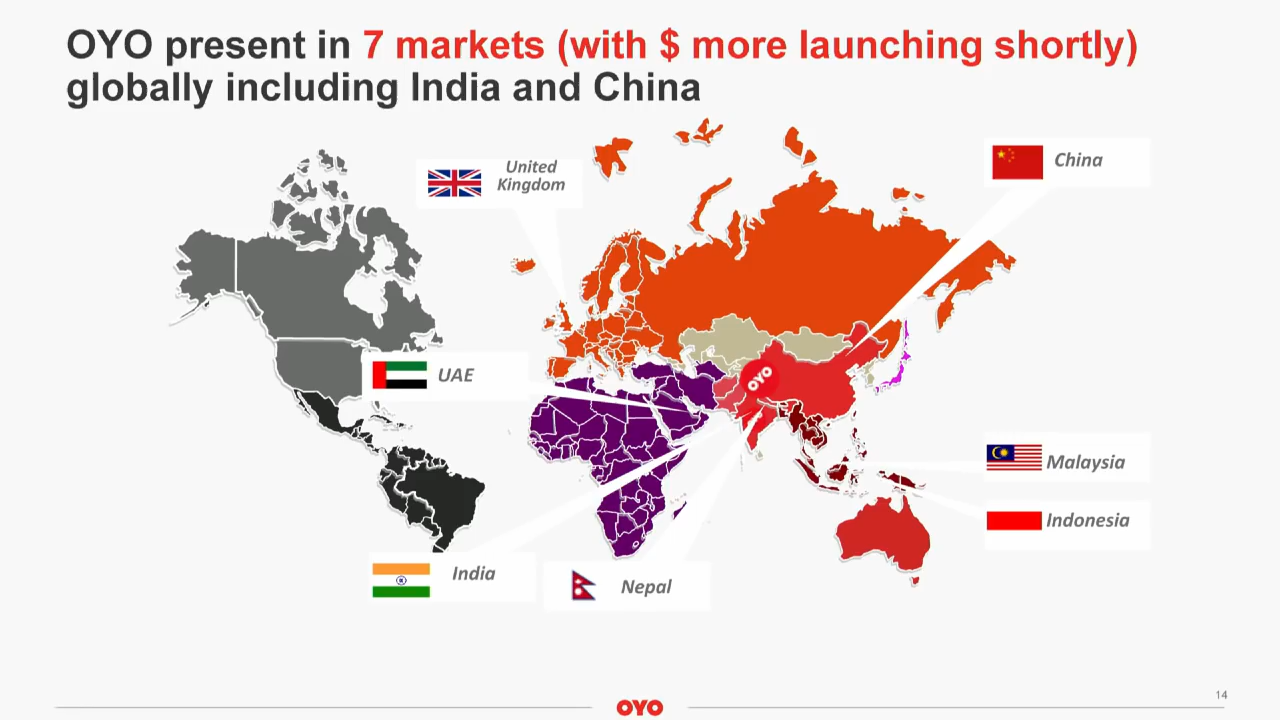 OYO present in 7 markets (with $ more launching shortly)
globally including India and China
United
Kingdom
China
UAE
OYO
Malaysia
Indonesia
India
Nepal
14
OYO